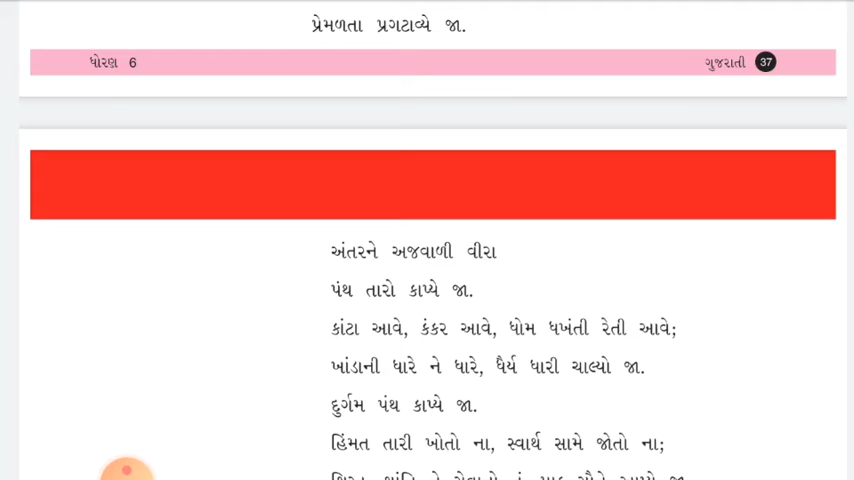 પ્રેમળતા પ્રગટાવ્યે જા.
ધોરણ 6
ગુજરાતી 37
અંતરને અજવાળી વીરા
પંથ તારો કાપ્યે જા.
કાંટા આવે, કંકર આવે, ધોમ ધખંતી રેતી આવે;
ખાંડાની ધારે ને ધારે, ધૈર્ય ધારી ચાલ્યો જા.
દુર્ગમ પંથ કાપ્યે જા.
હિંમત તારી ખોતો ના, સ્વાર્થ સામે જોતો ના;